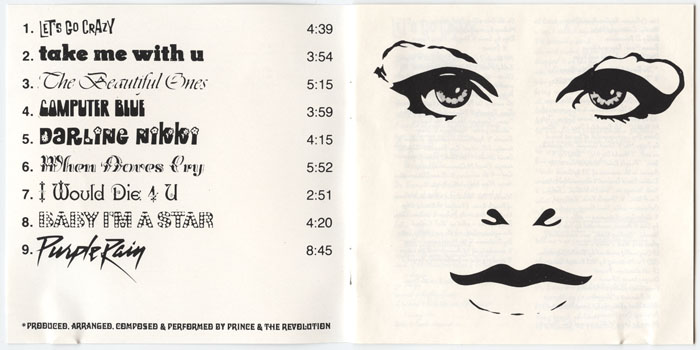 1. LET'S GO CRAZY 4:39
2. take me with u 3:54
3. The Beautiful Ones 5:15
4. COMPUTER BLUE 3:59
5. DARLING NIKKI 4:15
6. When Doves Cry 5:52
7. I Would Die 4 U 2:51
8. BABY I'M A STAR 4:20
9. Purple Rain 8:45
*PRODUCED, ARRANGED, COMPOSED & PERFORMED BY PRINCE & THE REVOLUTION